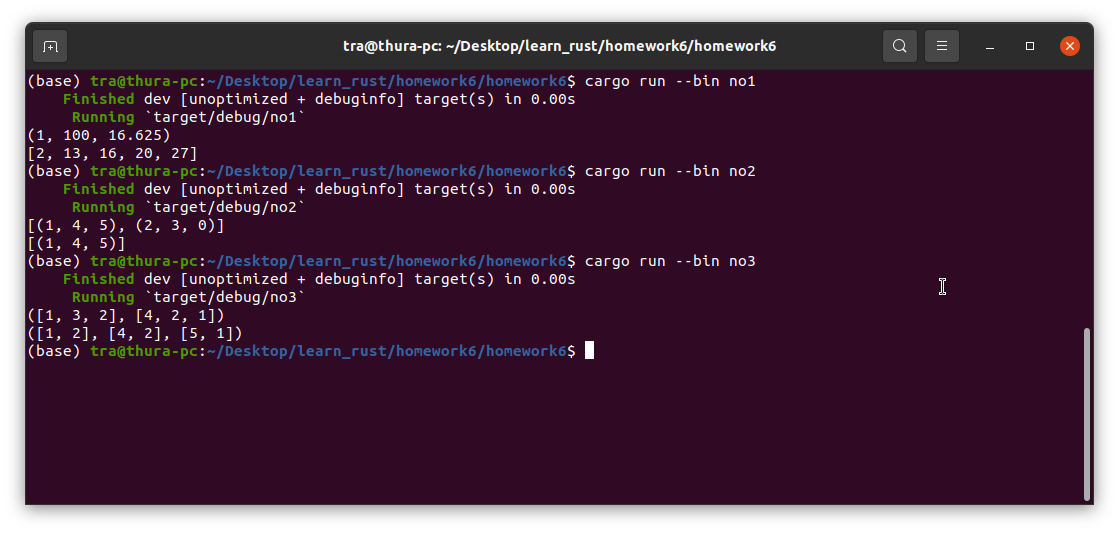 tra@thura-pc: ~/Desktop/learn_rust/homework6/homework6
(base) tra@thura-pc:~/Desktop/learn_rust/homework6/homework6$ cargo run --bin no1
    Finished dev [unoptimized + debuginfo] target(s) in 0.00s
     Running `target/debug/no1`
(1, 100, 16.625)
[2, 13, 16, 20, 27]
(base) tra@thura-pc:~/Desktop/learn_rust/homework6/homework6$ cargo run --bin no2
    Finished dev [unoptimized + debuginfo] target(s) in 0.00s
     Running `target/debug/no2`
[(1, 4, 5), (2, 3, 0)]
[(1, 4, 5)]
(base) tra@thura-pc:~/Desktop/learn_rust/homework6/homework6$ cargo run --bin no3
    Finished dev [unoptimized + debuginfo] target(s) in 0.00s
     Running `target/debug/no3`
([1, 3, 2], [4, 2, 1])
([1, 2], [4, 2], [5, 1])
(base) tra@thura-pc:~/Desktop/learn_rust/homework6/homework6$